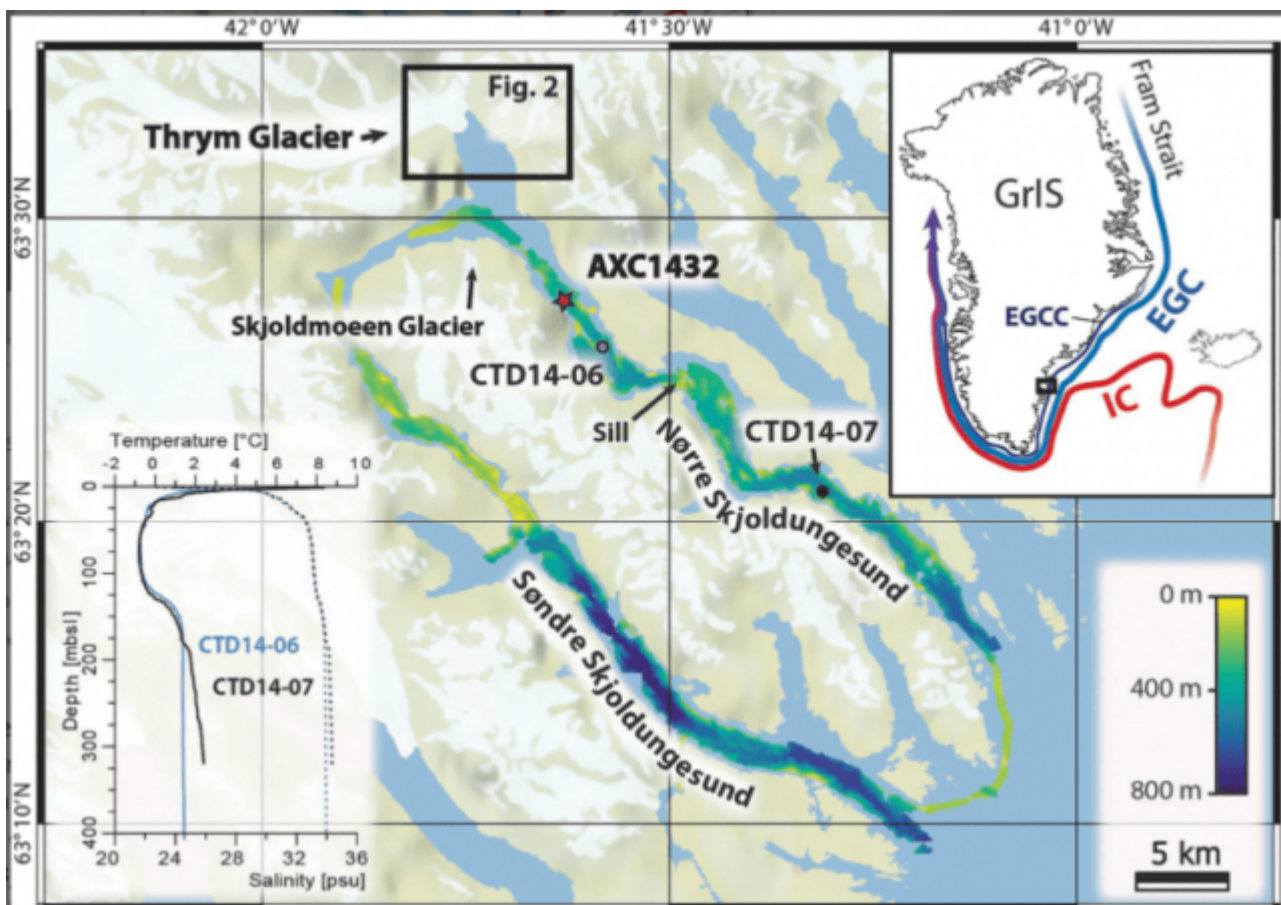 42°0'W
41°30'W
41°0'W
Fig. 2
Thrym Glacier
63°30'N
AXC1432
Skjoldmoeen Glacier
CTD14-06
Sill
CTD14-07
Nørre Skjoldungesund
Søndre Skjoldungesund
63°20'N
63°10'N
Fram Strait
GrIS
EGCC
EGC
IC
Temperature [°C]
-2 0 2 4 6 8 10
0
100
200
300
400
Depth [mbsl]
CTD14-06
CTD14-07
20 24 28 32 36
Salinity [psu]
0 m
400 m
800 m
5 km